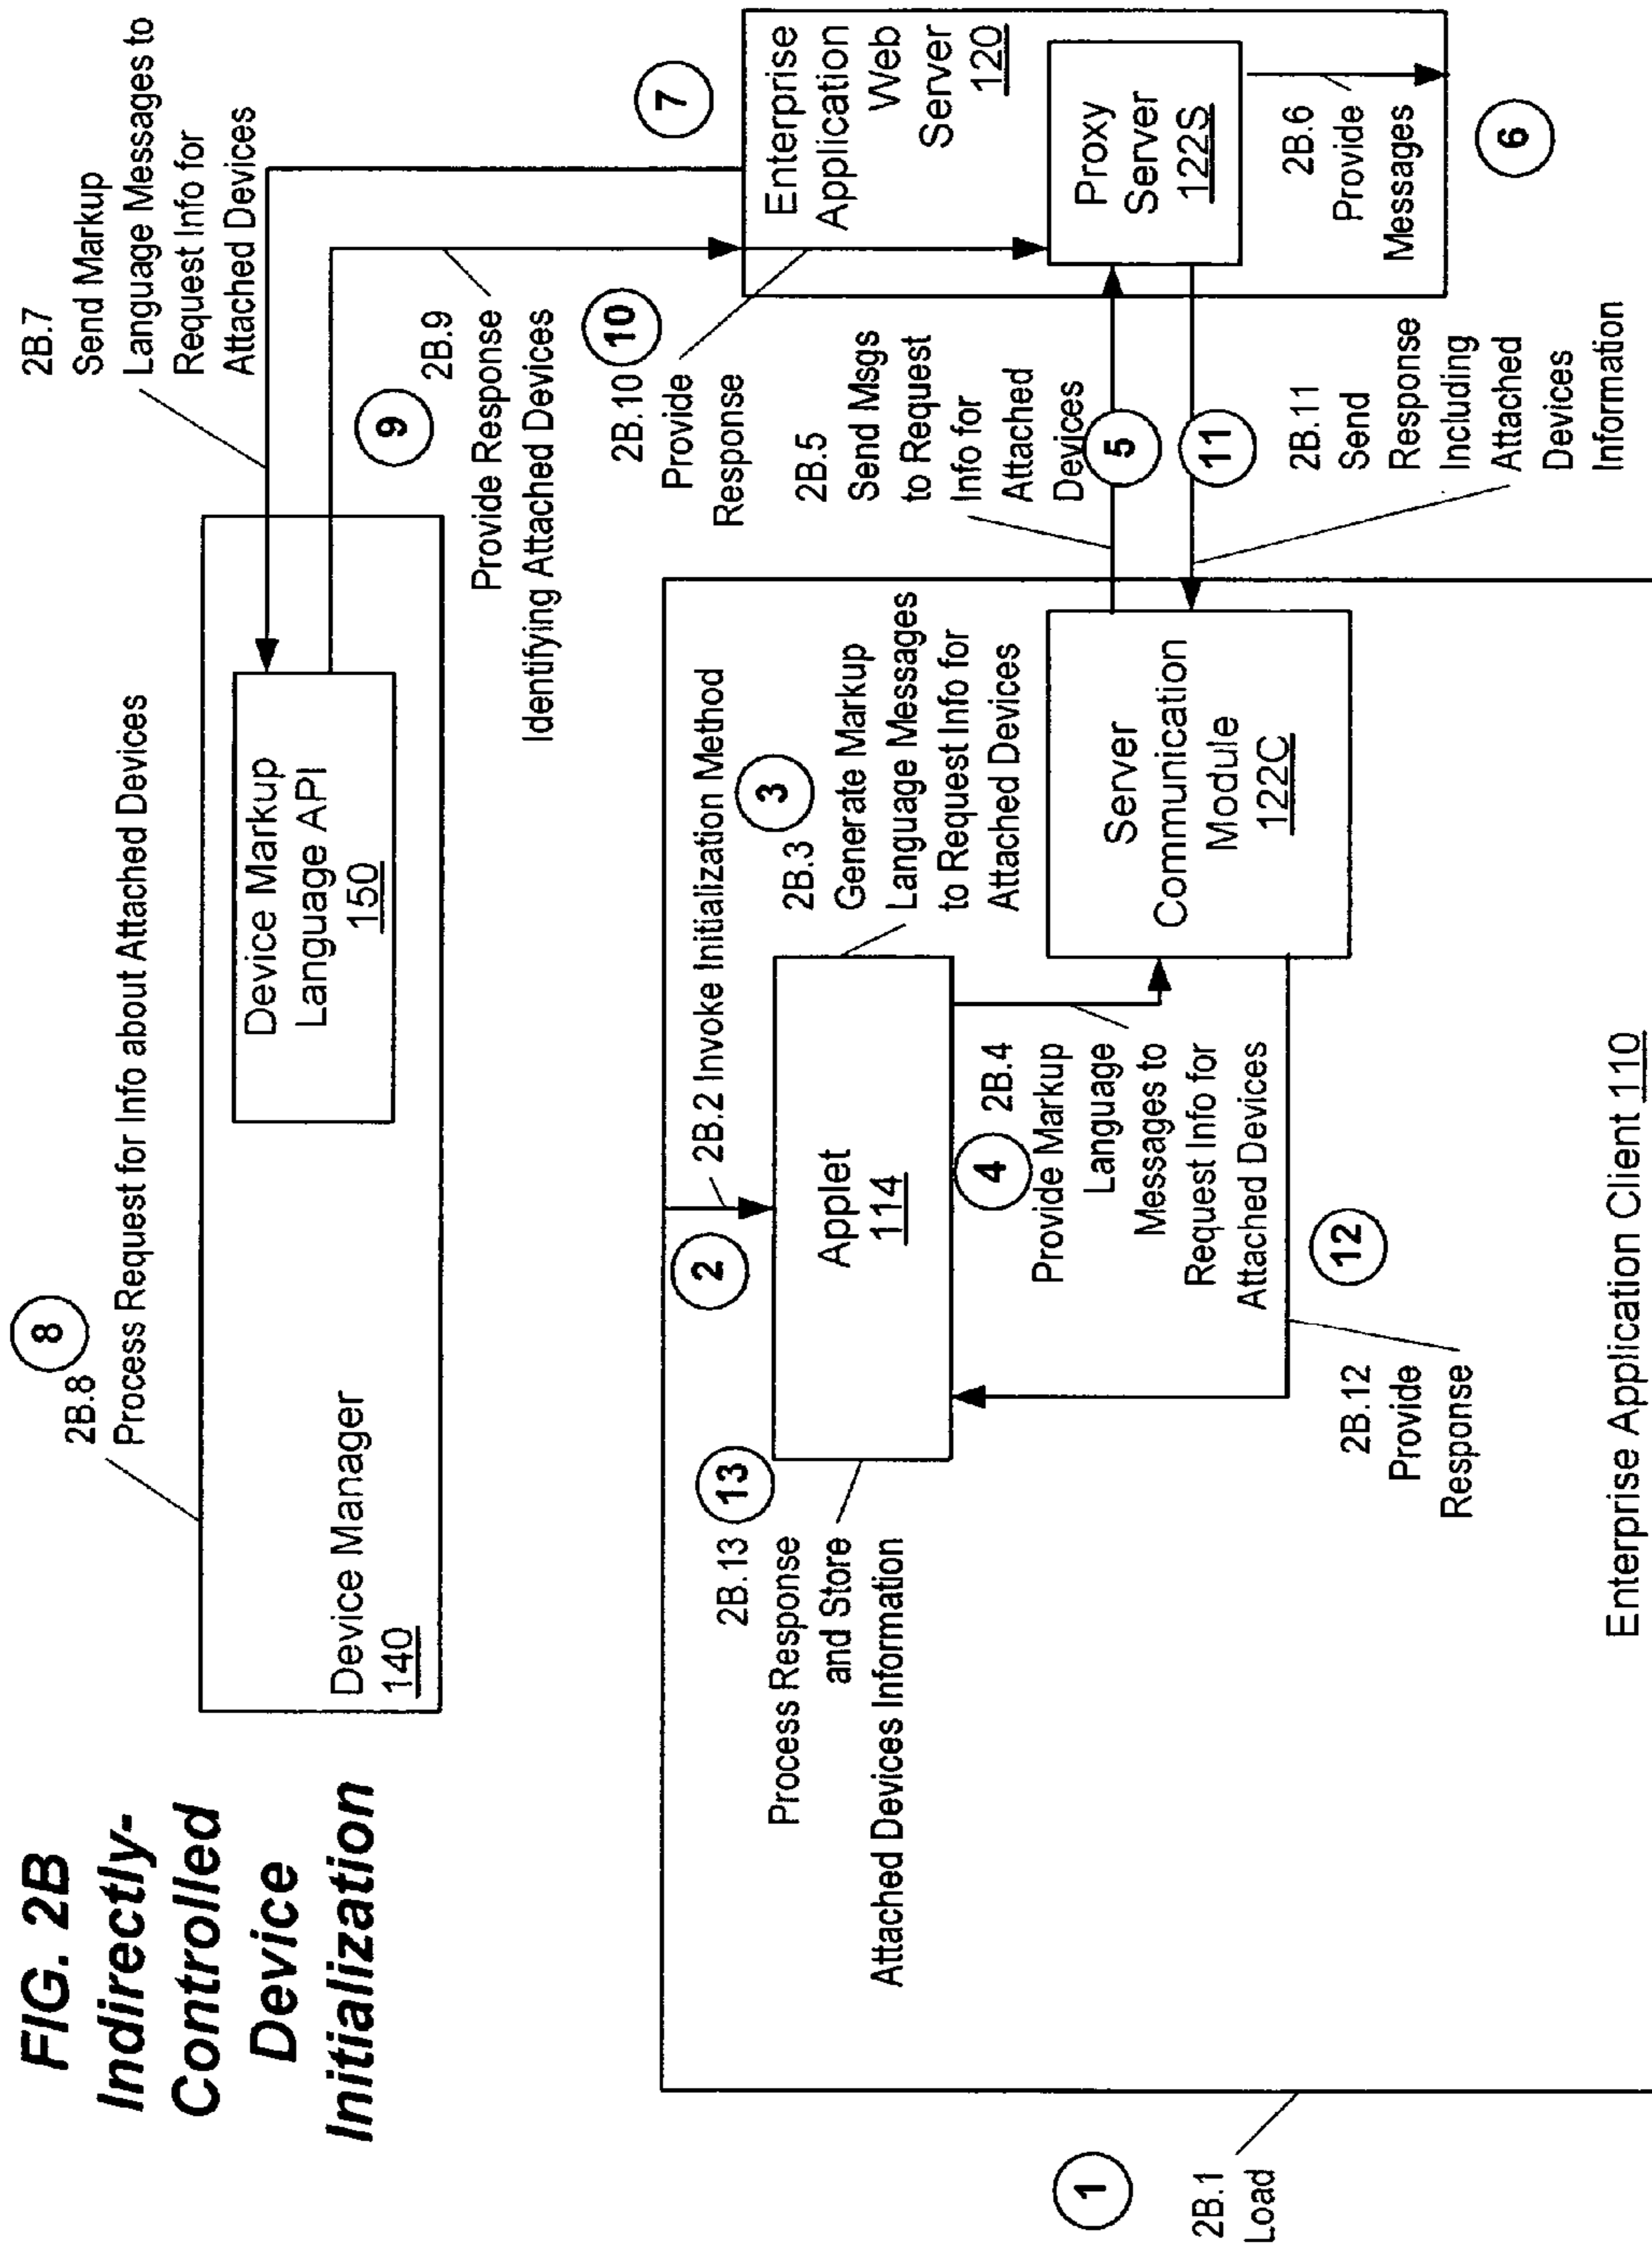 FIG. 2B
Indirectly-
Controlled
Device
Initialization
8
2B.8
Process Request for Info about Attached Devices
Device Manager
140
Device Markup
Language API
150
2B.7
Send Markup
Language Messages to
Request Info for
Attached Devices
7
9
2B.9
Provide Response
Identifying Attached Devices
10
2B.10
Provide
Response
Enterprise
Application
Web
Server
120
Proxy
Server
122S
2B.6
Provide
Messages
6
2B.5
Send Msgs
to Request
Info for
Attached
Devices
5
11
2B.11
Send
Response
Including
Attached
Devices
Information
1
2B.1
Load
2
2B.2 Invoke Initialization Method
3
2B.3
Generate Markup
Language Messages
to Request Info for
Attached Devices
Applet
114
4
2B.4
Provide Markup
Language
Messages to
Request Info for
Attached Devices
Server
Communication
Module
122C
12
2B.12
Provide
Response
13
2B.13
Process Response
and Store
Attached Devices Information
Enterprise Application Client 110